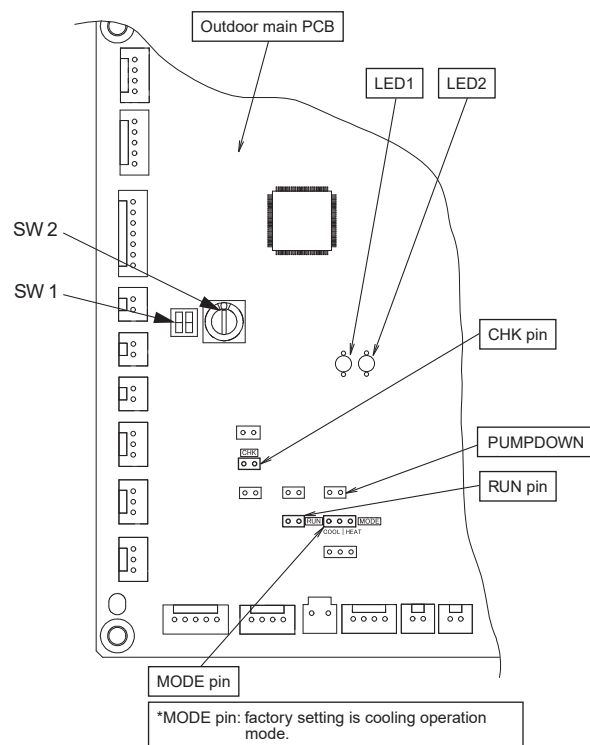 Outdoor main PCB
LED1
LED2
SW 2
SW 1
CHK pin
CHK
PUMPDOWN
RUN pin
RUN
MODE
COOL | HEAT
MODE pin
*MODE pin: factory setting is cooling operation
mode.